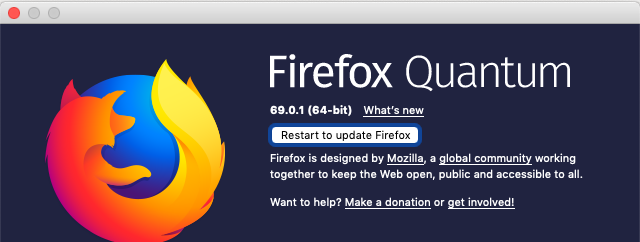 Firefox Quantum
69.0.1 (64-bit) What's new
Restart to update Firefox
Firefox is designed by Mozilla, a global community working
together to keep the Web open, public and accessible to all.
Want to help? Make a donation or get involved!